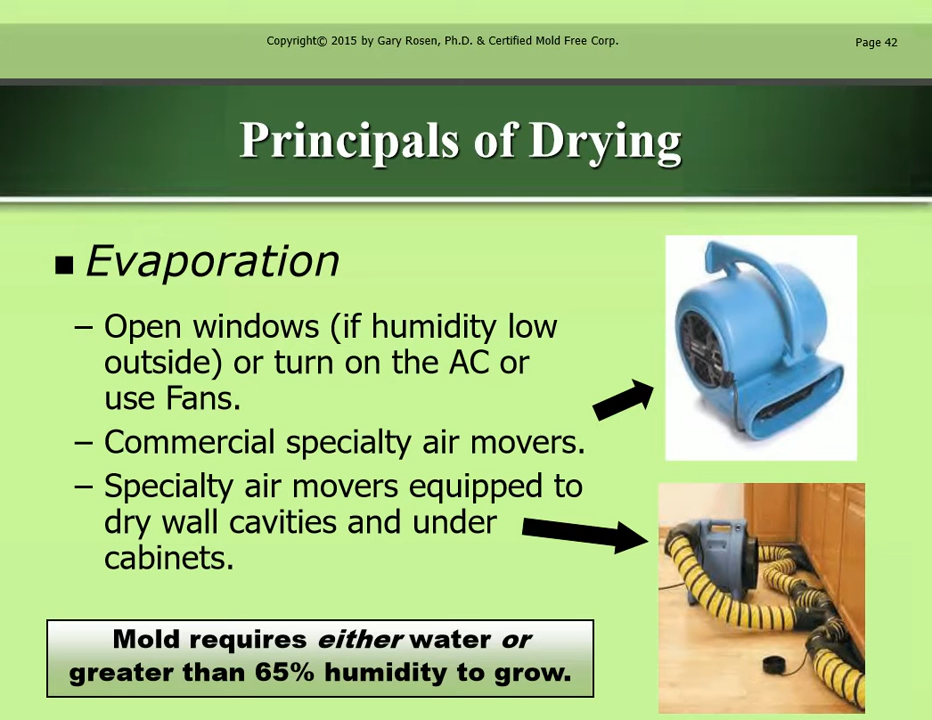 Copyright© 2015 by Gary Rosen, Ph.D. & Certified Mold Free Corp.
Page 42
Principals of Drying
■ Evaporation
– Open windows (if humidity low
outside) or turn on the AC or
use Fans.
– Commercial specialty air movers.
– Specialty air movers equipped to
dry wall cavities and under
cabinets.
Mold requires either water or
greater than 65% humidity to grow.